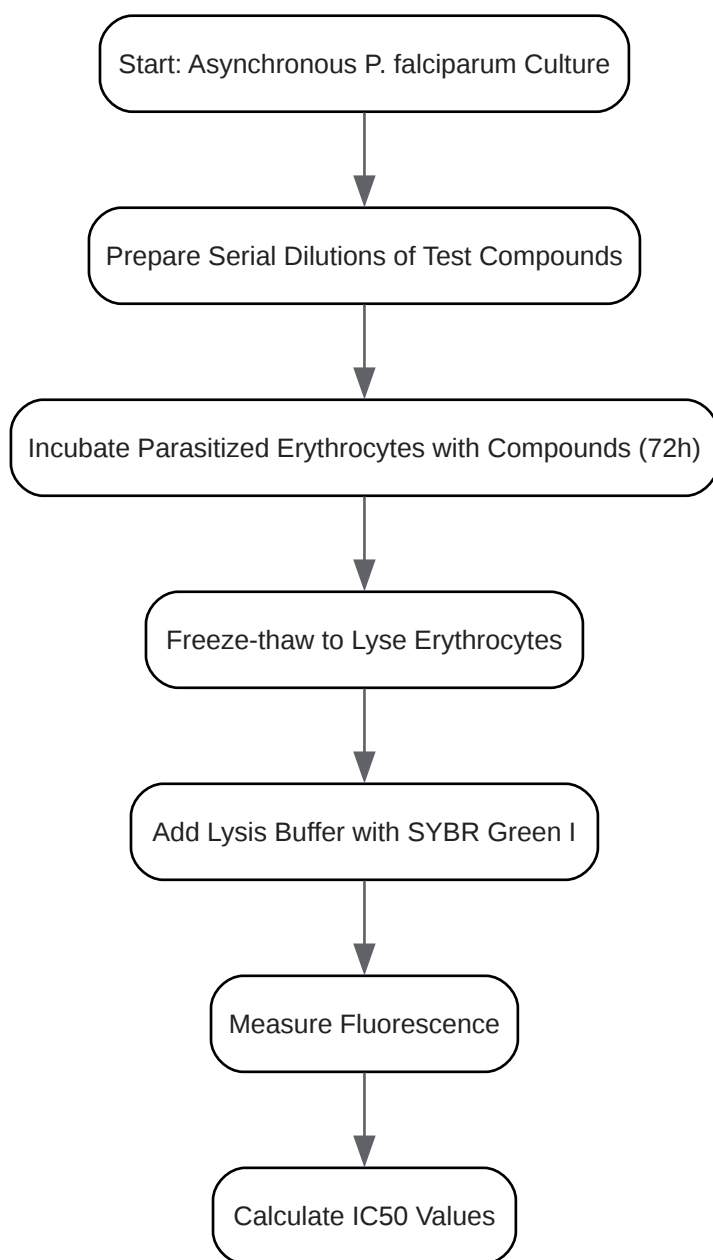 Start: Asynchronous P. falciparum Culture
Prepare Serial Dilutions of Test Compounds
Incubate Parasitized Erythrocytes with Compounds (72h)
Freeze-thaw to Lyse Erythrocytes
Add Lysis Buffer with SYBR Green I
Measure Fluorescence
Calculate IC50 Values